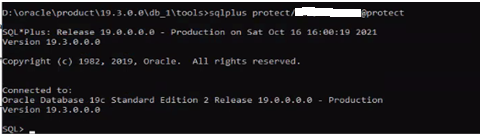 D:\oracle\product\19.3.0.0\db_1\tools>sqlplus protect/ @protect
SQL*Plus: Release 19.0.0.0.0 - Production on Sat Oct 16 16:00:19 2021
Version 19.3.0.0.0
Copyright (c) 1982, 2019, Oracle.  All rights reserved.
Connected to:
Oracle Database 19c Standard Edition 2 Release 19.0.0.0.0 - Production
Version 19.3.0.0.0
SQL>